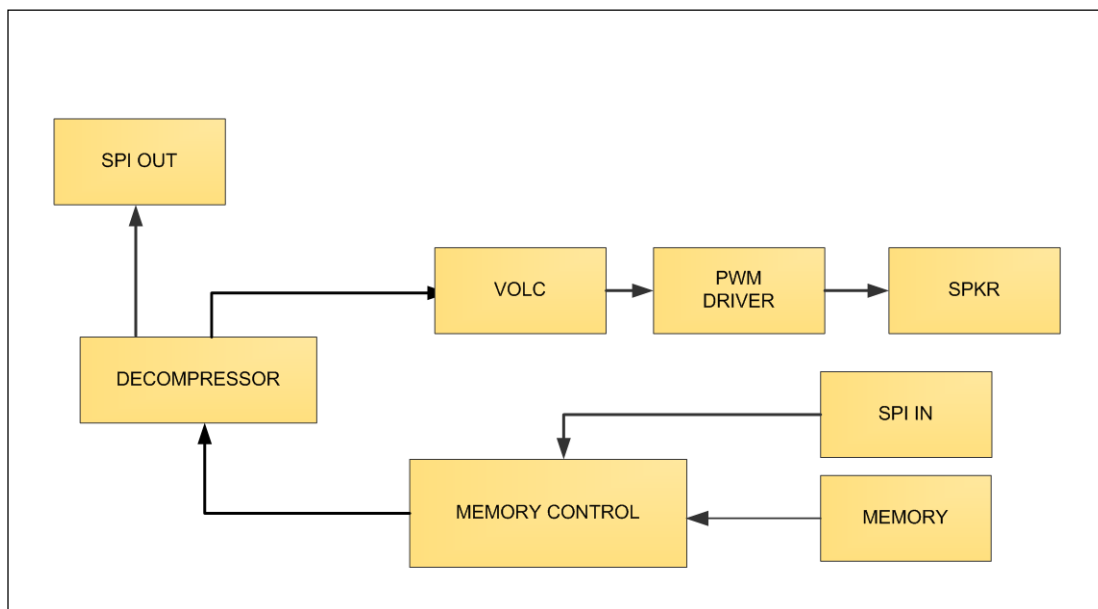 SPI OUT
VOLC
PWM
DRIVER
SPKR
DECOMPRESSOR
SPI IN
MEMORY CONTROL
MEMORY